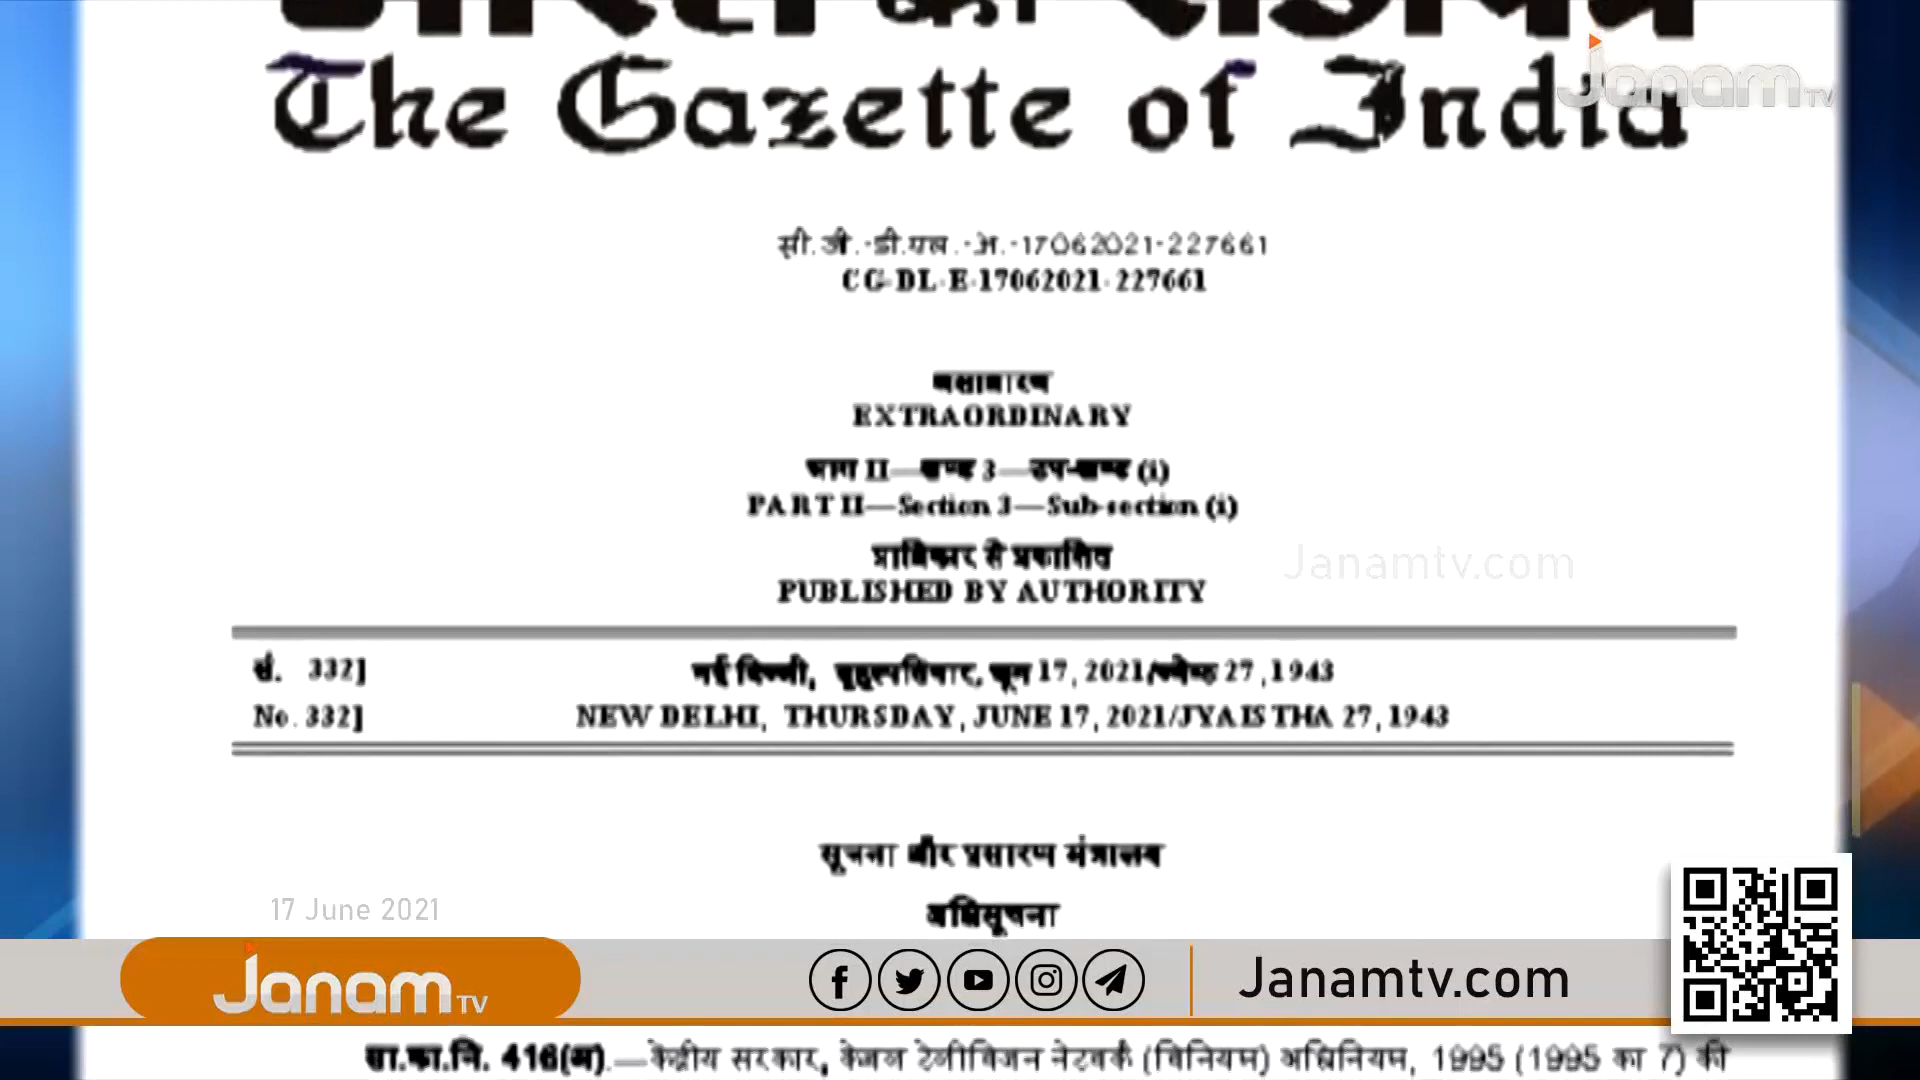 The Gazette of India
Janam TV
सी.जी.-डी.एल.-अ.-17062021-227661
CG-DL-E-17062021-227661
असाधारण
EXTRAORDINARY
भाग II—खण्ड 3—उप-खण्ड (i)
PART II—Section 3—Sub-section (i)
प्राधिकार से प्रकाशित
PUBLISHED BY AUTHORITY
Janamtv.com
सं. 332]
नई दिल्ली, बृहस्पतिवार, जून 17, 2021/ज्येष्ठ 27, 1943
No. 332]
NEW DELHI, THURSDAY, JUNE 17, 2021/JYAISTHA 27, 1943
सूचना और प्रसारण मंत्रालय
अधिसूचना
17 June 2021
Janam TV
Janamtv.com
सा.का.नि. 416(अ).—केंद्रीय सरकार, केबल टेलीविजन नेटवर्क (विनियम) अधिनियम, 1995 (1995 का 7) की